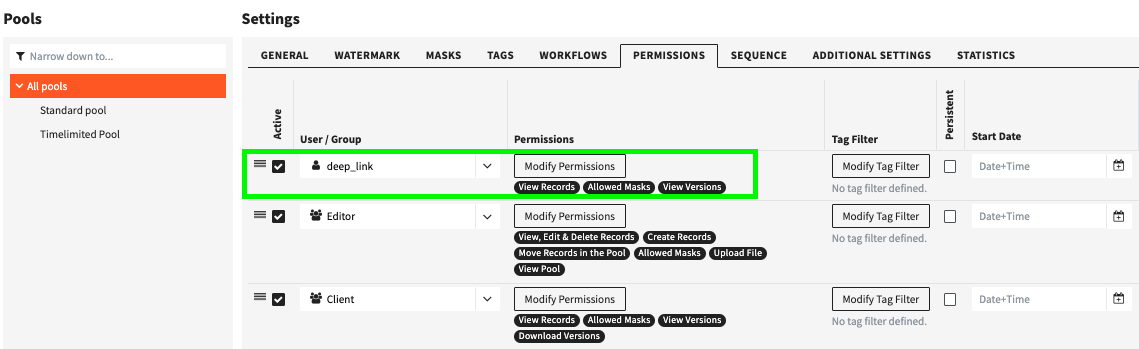 Pools
Settings
Narrow down to...
All pools
Standard pool
Timelimited Pool
GENERAL WATERMARK MASKS TAGS WORKFLOWS PERMISSIONS SEQUENCE ADDITIONAL SETTINGS STATISTICS
Active User / Group Permissions Tag Filter Persistent Start Date
deep_link Modify Permissions Modify Tag Filter Date+Time
View Records Allowed Masks View Versions No tag filter defined.
Editor Modify Permissions Modify Tag Filter Date+Time
View, Edit & Delete Records Create Records No tag filter defined.
Move Records in the Pool Allowed Masks Upload File
View Pool
Client Modify Permissions Modify Tag Filter Date+Time
View Records Allowed Masks View Versions No tag filter defined.
Download Versions